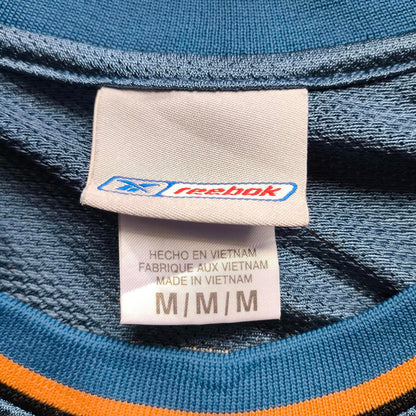 reebok
HECHO EN VIETNAM
FABRIQUE AUX VIETNAM
MADE IN VIETNAM
M/M/M